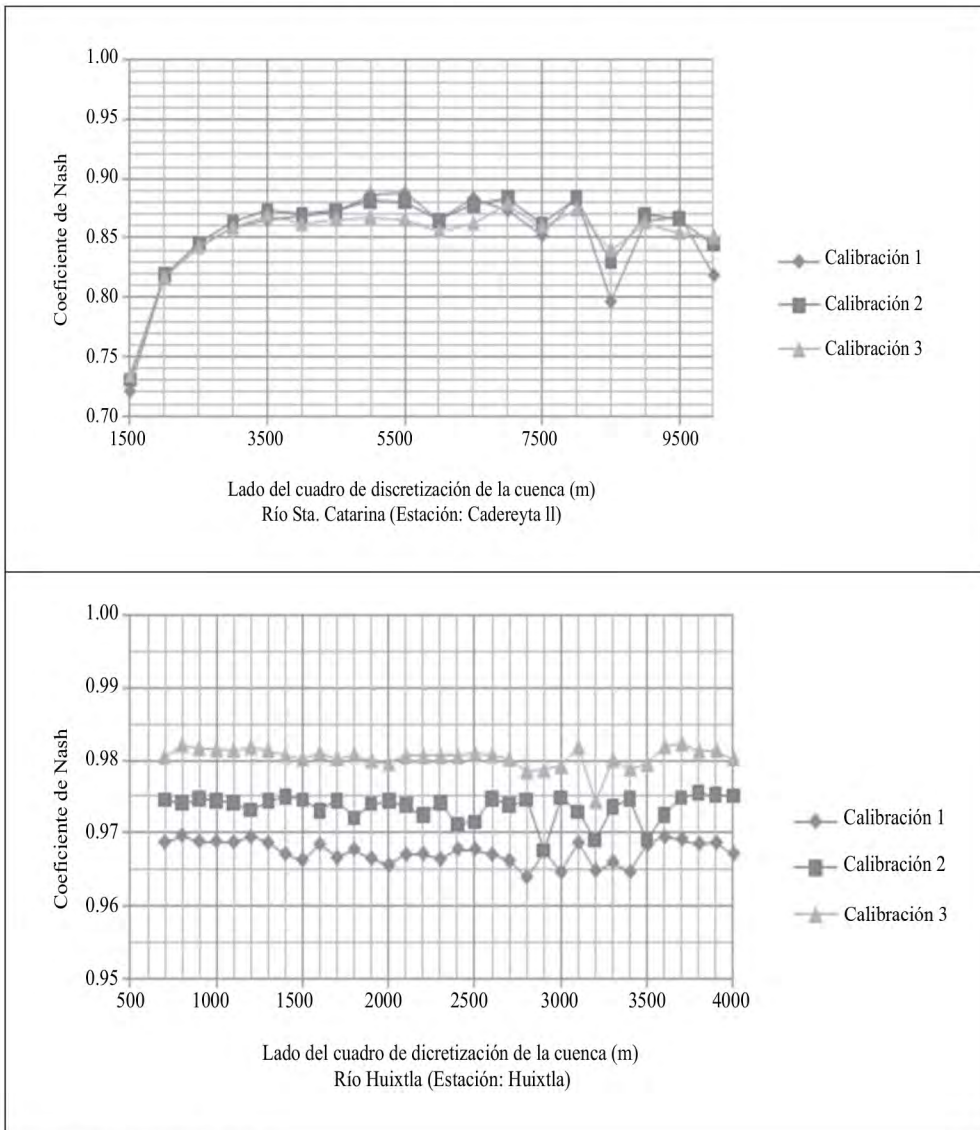 1.00
0.95
0.90
0.85
0.80
0.75
0.70
Coeficiente de Nash
1500 3500 5500 7500 9500
Lado del cuadro de discretización de la cuenca (m)
Río Sta. Catarina (Estación: Cadereyta ll)
Calibración 1
Calibración 2
Calibración 3
1.00
0.99
0.98
0.97
0.96
0.95
Coeficiente de Nash
500 1000 1500 2000 2500 3000 3500 4000
Lado del cuadro de dicretización de la cuenca (m)
Río Huixtla (Estación: Huixtla)
Calibración 1
Calibración 2
Calibración 3